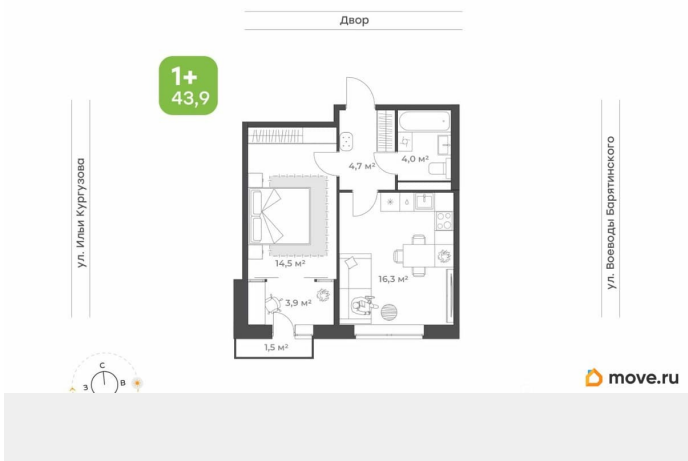 Двор
1+
43,9
ул. Ильи Кургузова
ул. Воеводы Барятинского
4,7 м²
4,0 м²
14,5 м²
16,3 м²
3,9 м²
1,5 м²
С
З
В
move.ru